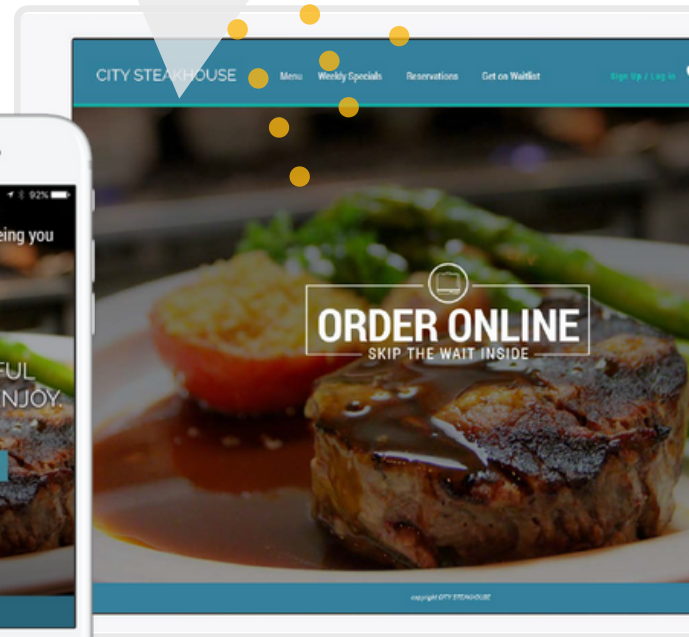 CITY STEAKHOUSE
Menu Weekly Specials Reservations Get on Waitlist Sign Up / Log in
92%
eing you
FUL
NJOY.
ORDER ONLINE
SKIP THE WAIT INSIDE
copyright CITY STEAKHOUSE